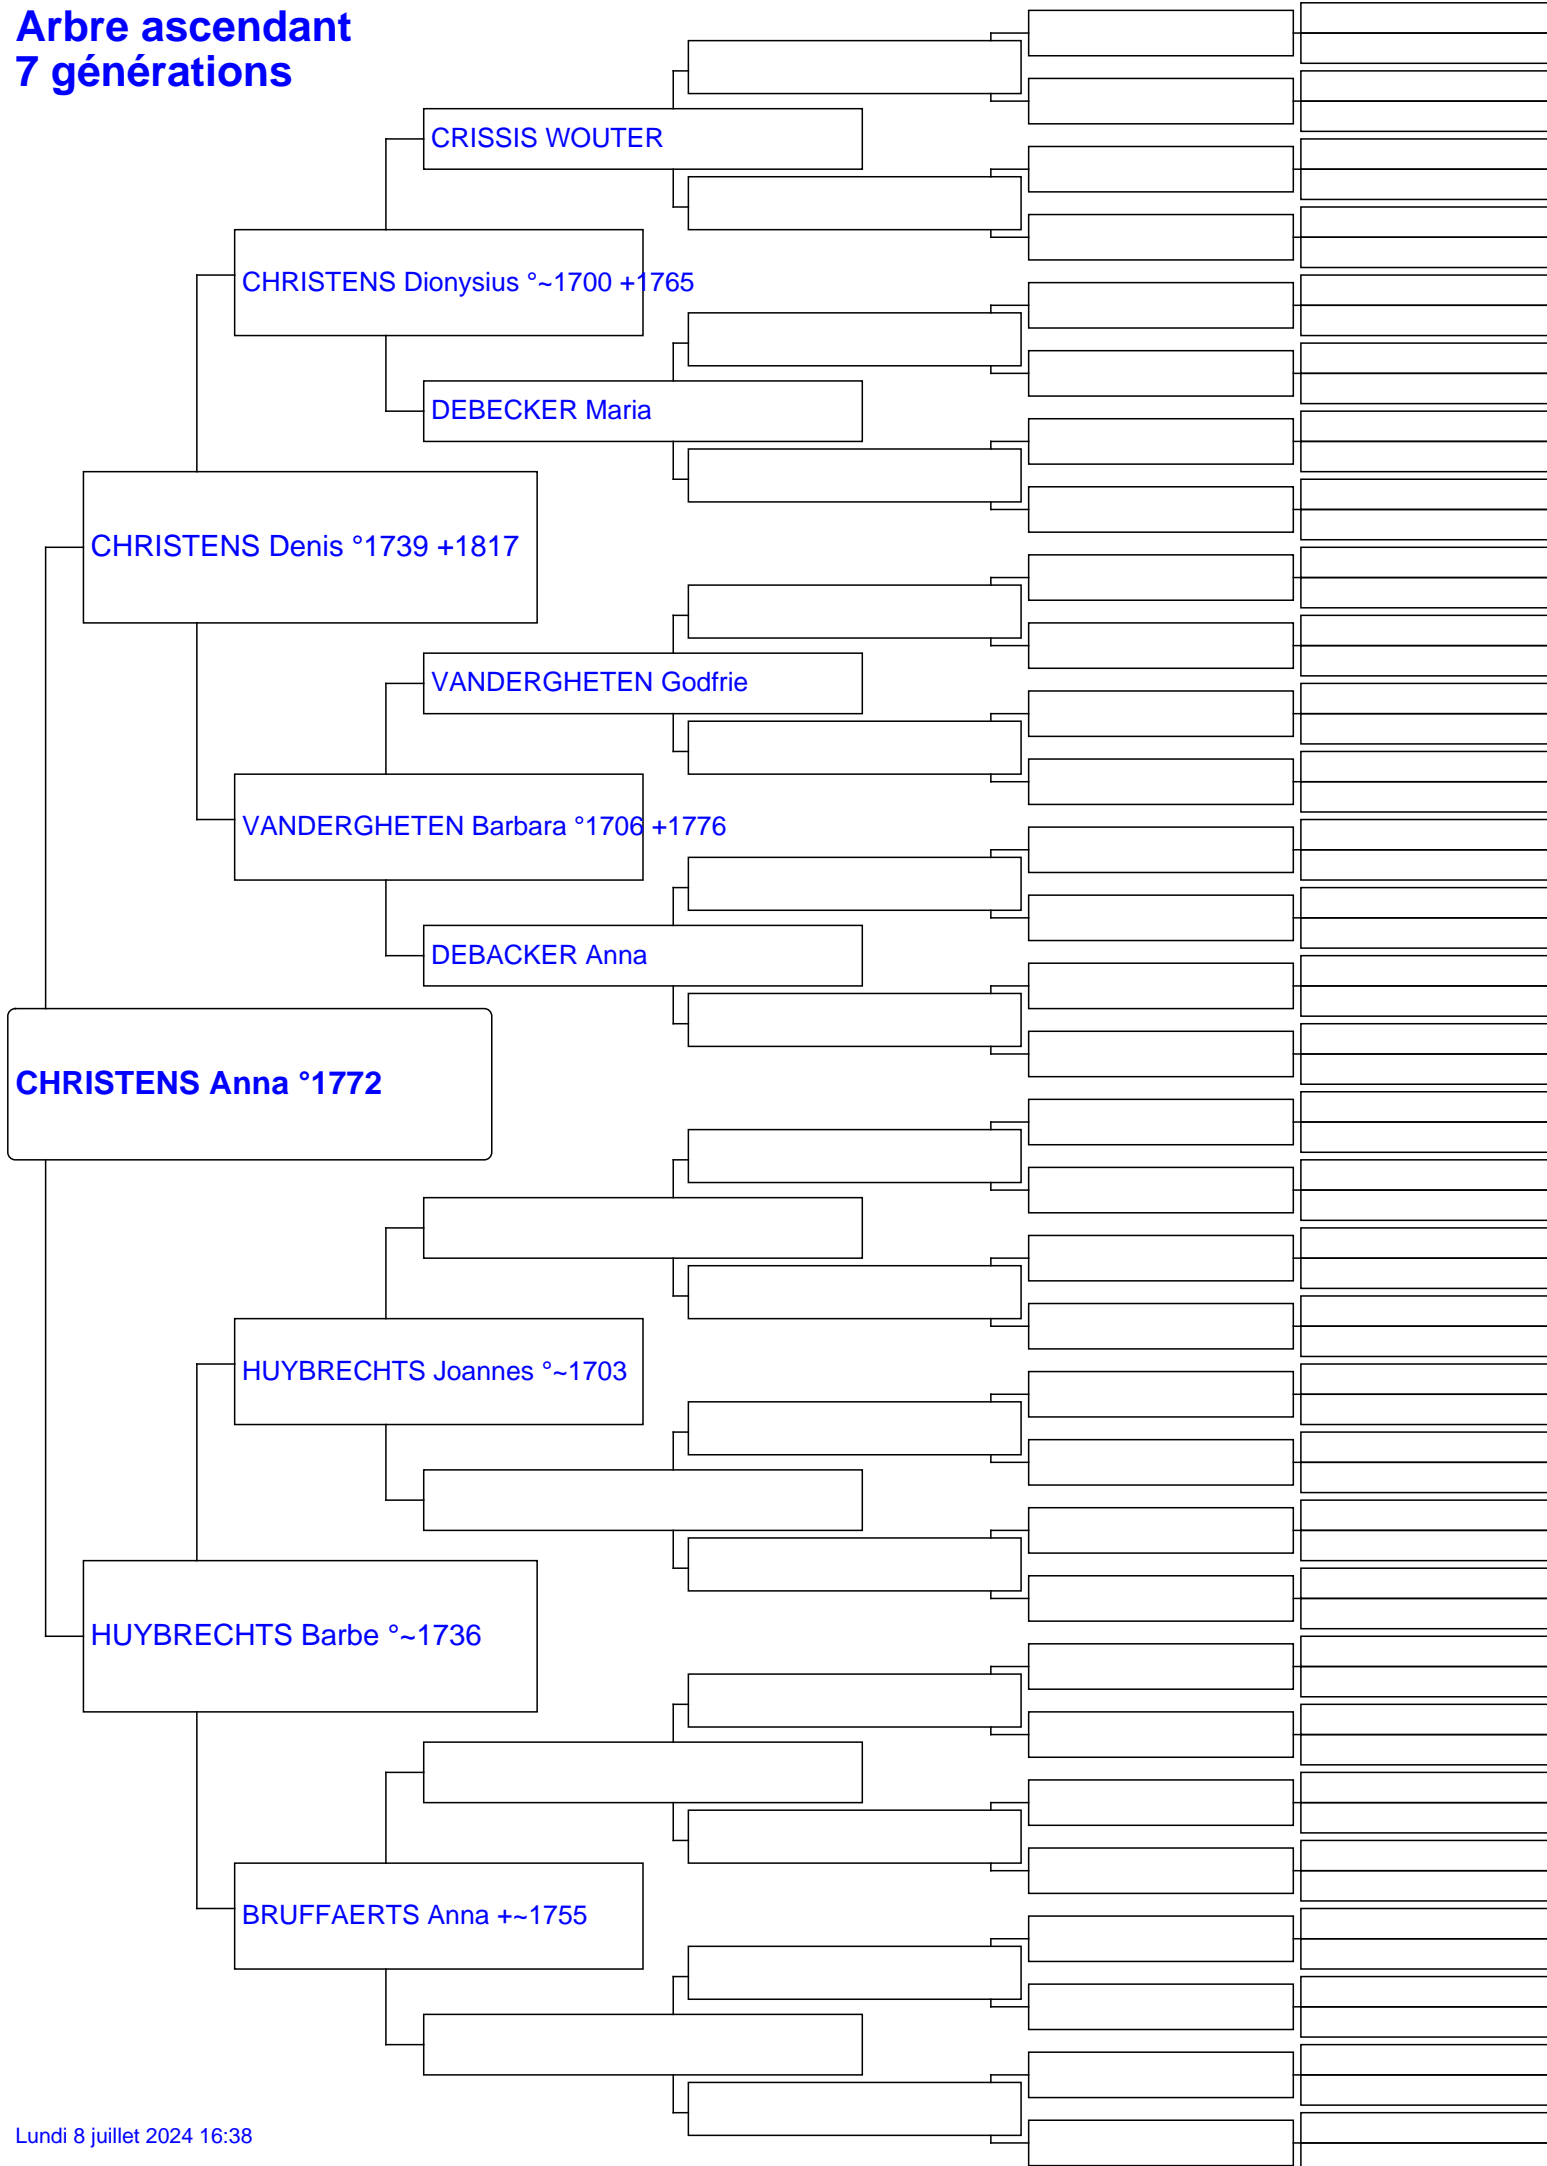 Arbre ascendant
7 générations
CRISSIS WOUTER
CHRISTENS Dionysius °~1700 +1765
DEBECKER Maria
CHRISTENS Denis °1739 +1817
VANDERGHETEN Godfrie
VANDERGHETEN Barbara °1706 +1776
DEBACKER Anna
CHRISTENS Anna °1772
HUYBRECHTS Joannes °~1703
HUYBRECHTS Barbe °~1736
BRUFFAERTS Anna +~1755
Lundi 8 juillet 2024 16:38